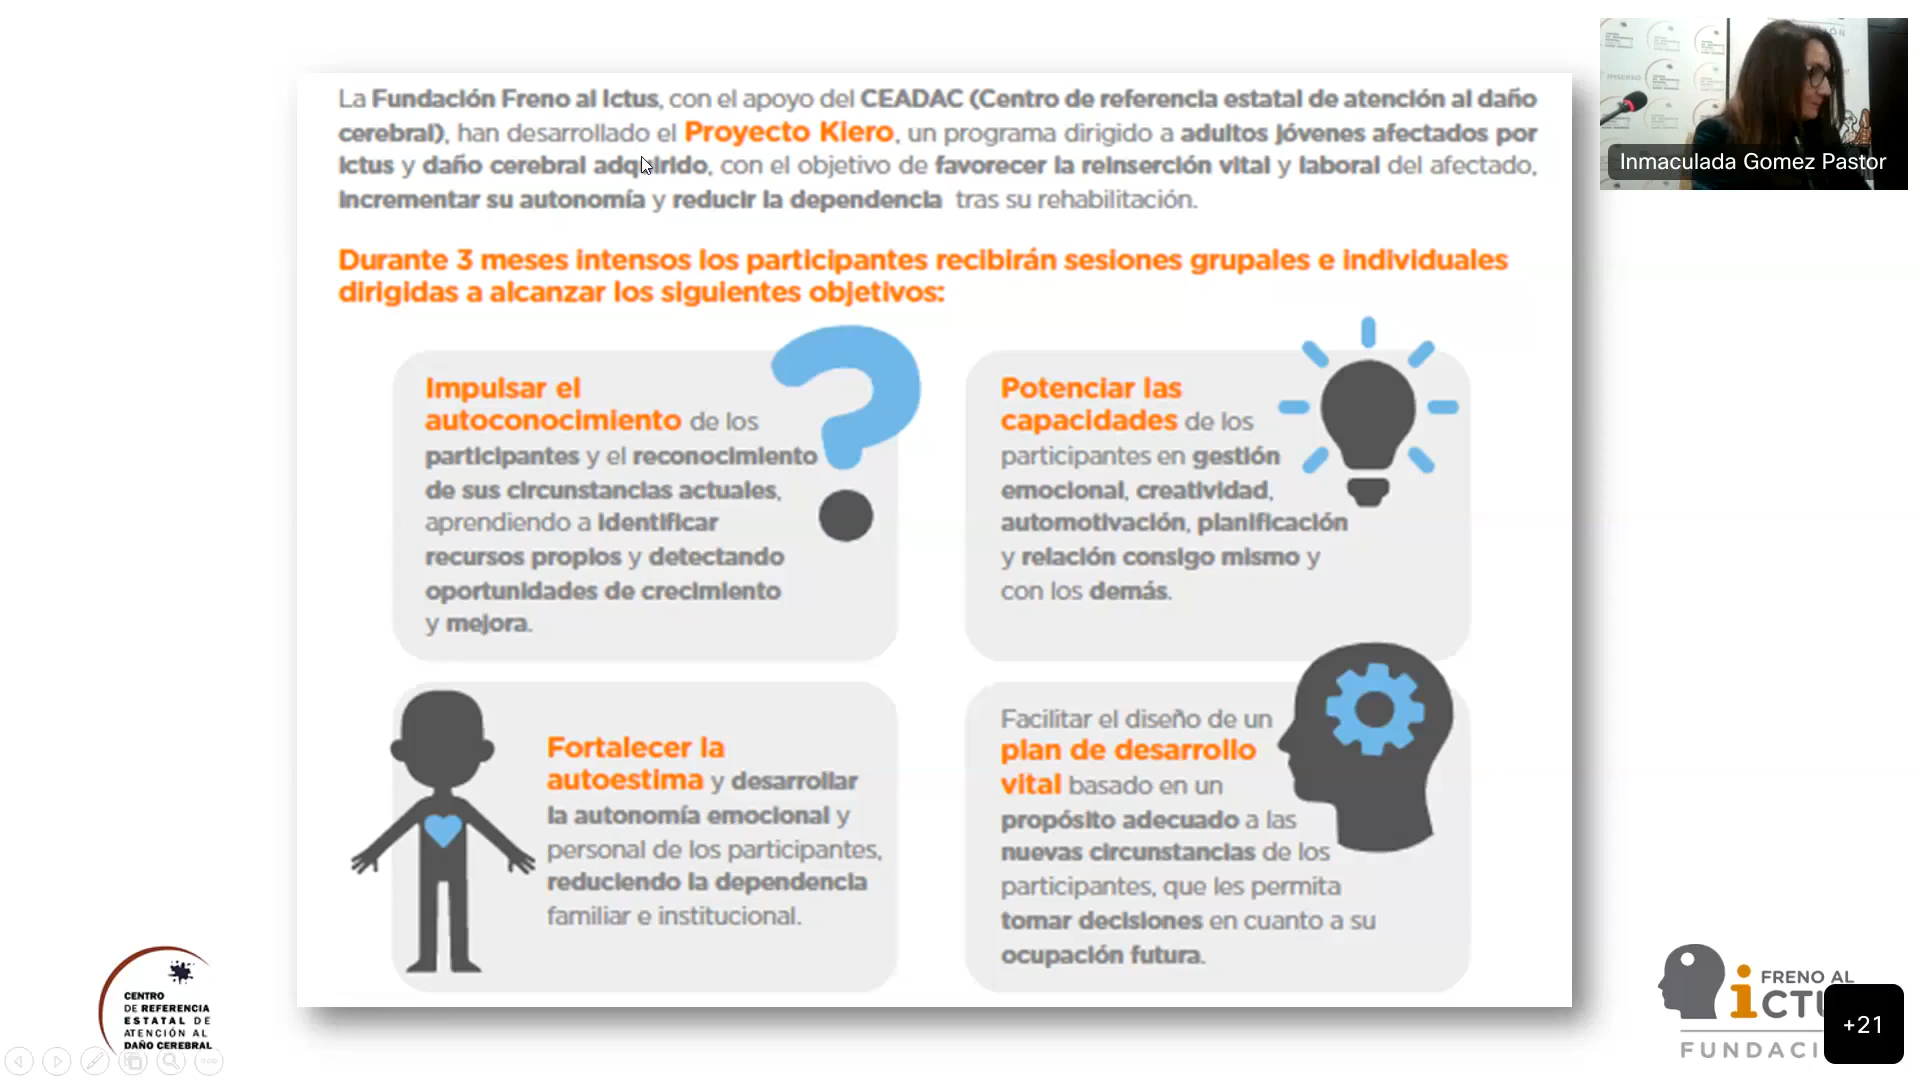 La Fundación Freno al Ictus, con el apoyo del CEADAC (Centro de referencia estatal de atención al daño
cerebral), han desarrollado el Proyecto Kiero, un programa dirigido a adultos jóvenes afectados por
ictus y daño cerebral adquirido, con el objetivo de favorecer la reinserción vital y laboral del afectado,
incrementar su autonomía y reducir la dependencia tras su rehabilitación.
Durante 3 meses intensos los participantes recibirán sesiones grupales e individuales
dirigidas a alcanzar los siguientes objetivos:
Impulsar el
autoconocimiento de los
participantes y el reconocimiento
de sus circunstancias actuales,
aprendiendo a identificar
recursos propios y detectando
oportunidades de crecimiento
y mejora.
Potenciar las
capacidades de los
participantes en gestión
emocional, creatividad,
automotivación, planificación
y relación consigo mismo y
con los demás.
Fortalecer la
autoestima y desarrollar
la autonomía emocional y
personal de los participantes,
reduciendo la dependencia
familiar e institucional.
Facilitar el diseño de un
plan de desarrollo
vital basado en un
propósito adecuado a las
nuevas circunstancias de los
participantes, que les permita
tomar decisiones en cuanto a su
ocupación futura.
Inmaculada Gomez Pastor
CENTRO
DE REFERENCIA
ESTATAL DE
ATENCIÓN AL
DAÑO CEREBRAL
FRENO AL
iCTU
FUNDACI
+21